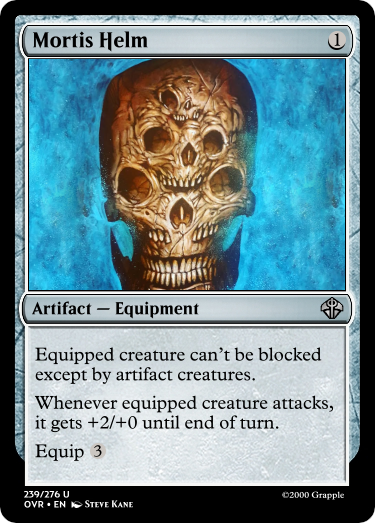 Mortis Helm 1
Artifact — Equipment
Equipped creature can't be blocked
except by artifact creatures.
Whenever equipped creature attacks,
it gets +2/+0 until end of turn.
Equip 3
239/276 U
OVR • EN Steve Kane
©2000 Grapple